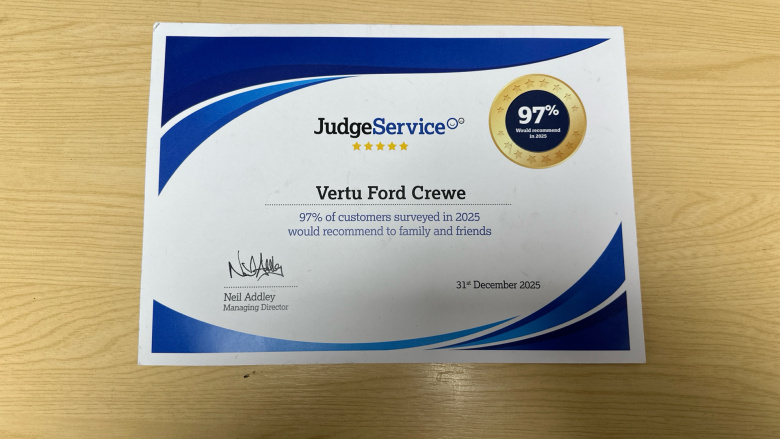 JudgeService
97%
Would recommend
in 2025
Vertu Ford Crewe
97% of customers surveyed in 2025
would recommend to family and friends
Neil Addley
Managing Director
31st December 2025